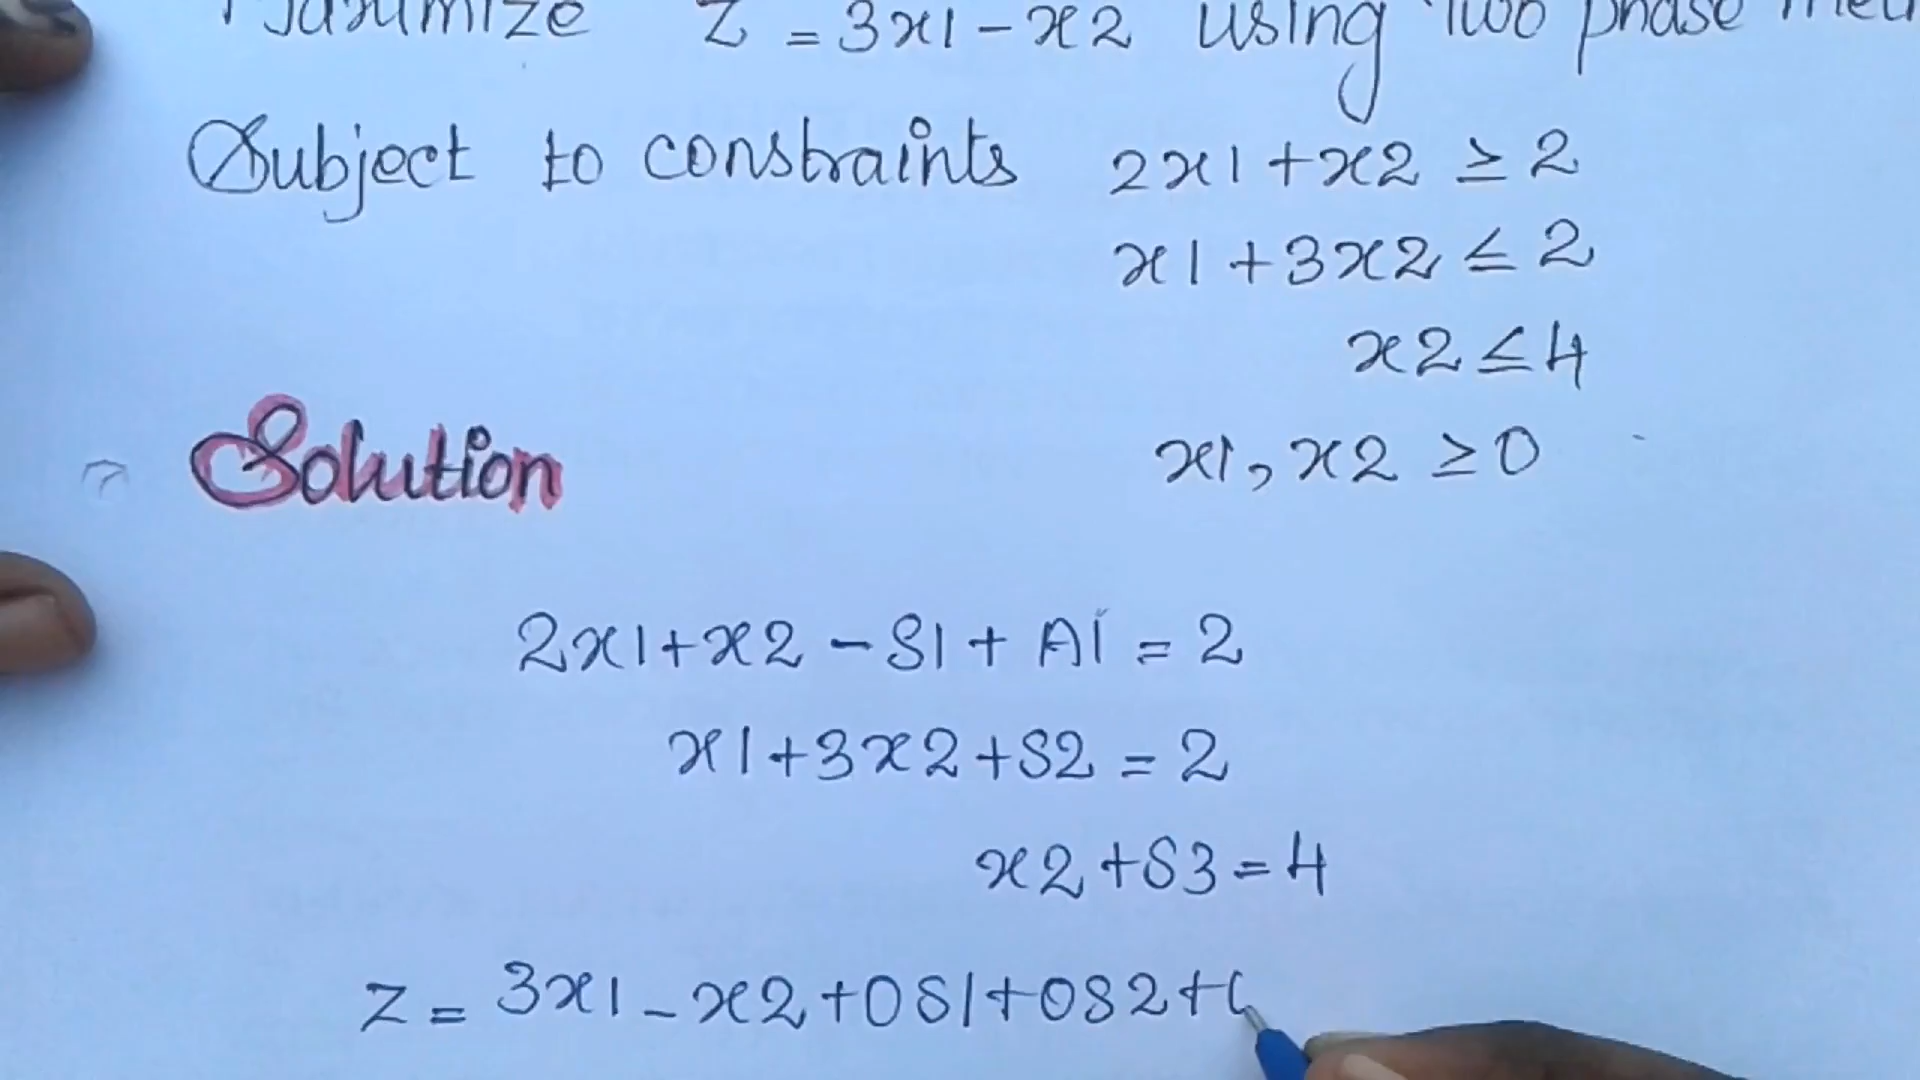 Maximize Z = 3x1 - x2 using Two phase
Subject to constraints 2x1 + x2 ≥ 2
x1 + 3x2 ≤ 2
x2 ≤ 4
x1, x2 ≥ 0
Solution
2x1 + x2 - S1 + A1 = 2
x1 + 3x2 + S2 = 2
x2 + S3 = 4
Z = 3x1 - x2 + 0S1 + 0S2 +